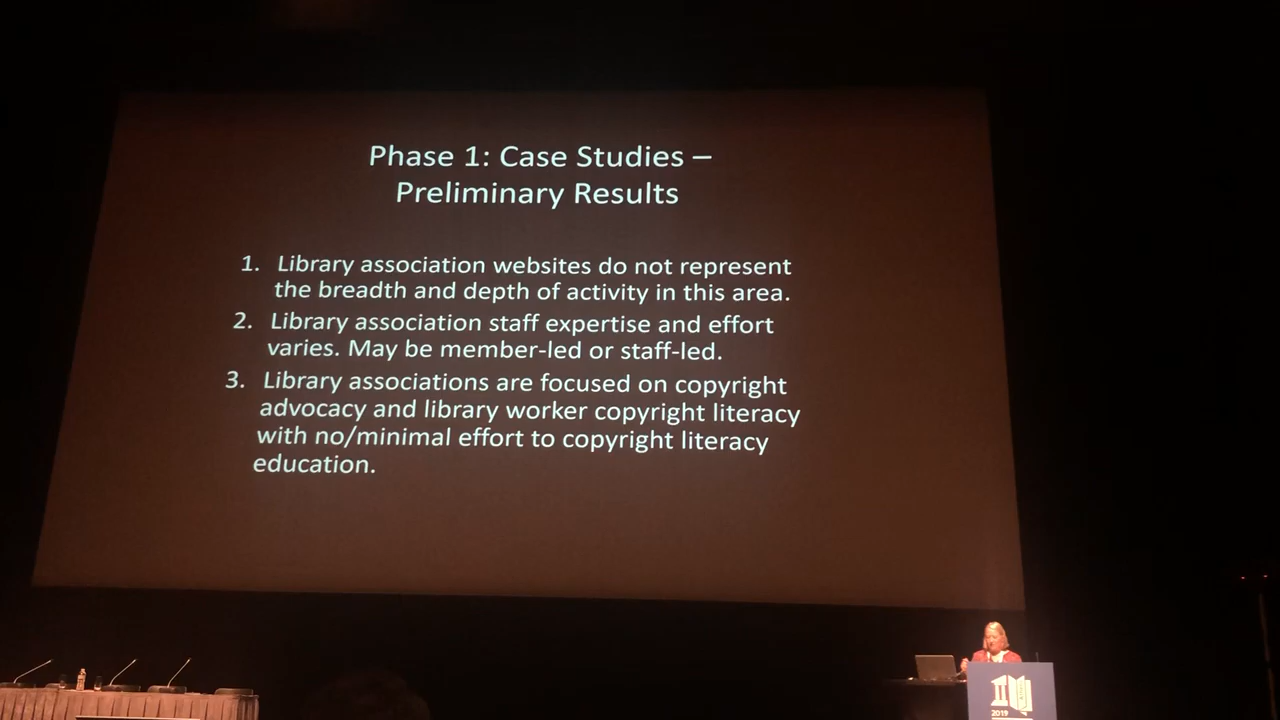 Phase 1: Case Studies –
Preliminary Results
1. Library association websites do not represent
the breadth and depth of activity in this area.
2. Library association staff expertise and effort
varies. May be member-led or staff-led.
3. Library associations are focused on copyright
advocacy and library worker copyright literacy
with no/minimal effort to copyright literacy
education.
2019